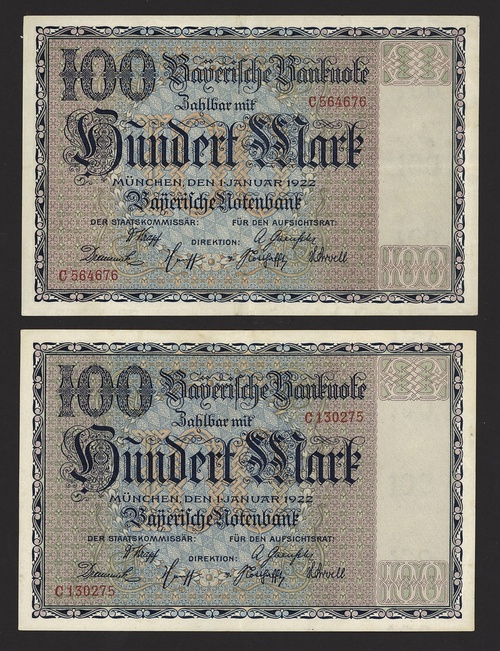 100 Bayerische Banknote
Zahlbar mit
C 564676
Hundert Mark
MÜNCHEN, DEN 1. JANUAR 1922
Bayerische Notenbank
DER STAATSKOMMISSÄR: FÜR DEN AUFSICHTSRAT:
DIREKTION:
C 564676
100
100 Bayerische Banknote
Zahlbar mit
C 130275
Hundert Mark
MÜNCHEN, DEN 1. JANUAR 1922
Bayerische Notenbank
DER STAATSKOMMISSÄR: FÜR DEN AUFSICHTSRAT:
DIREKTION:
C 130275
100